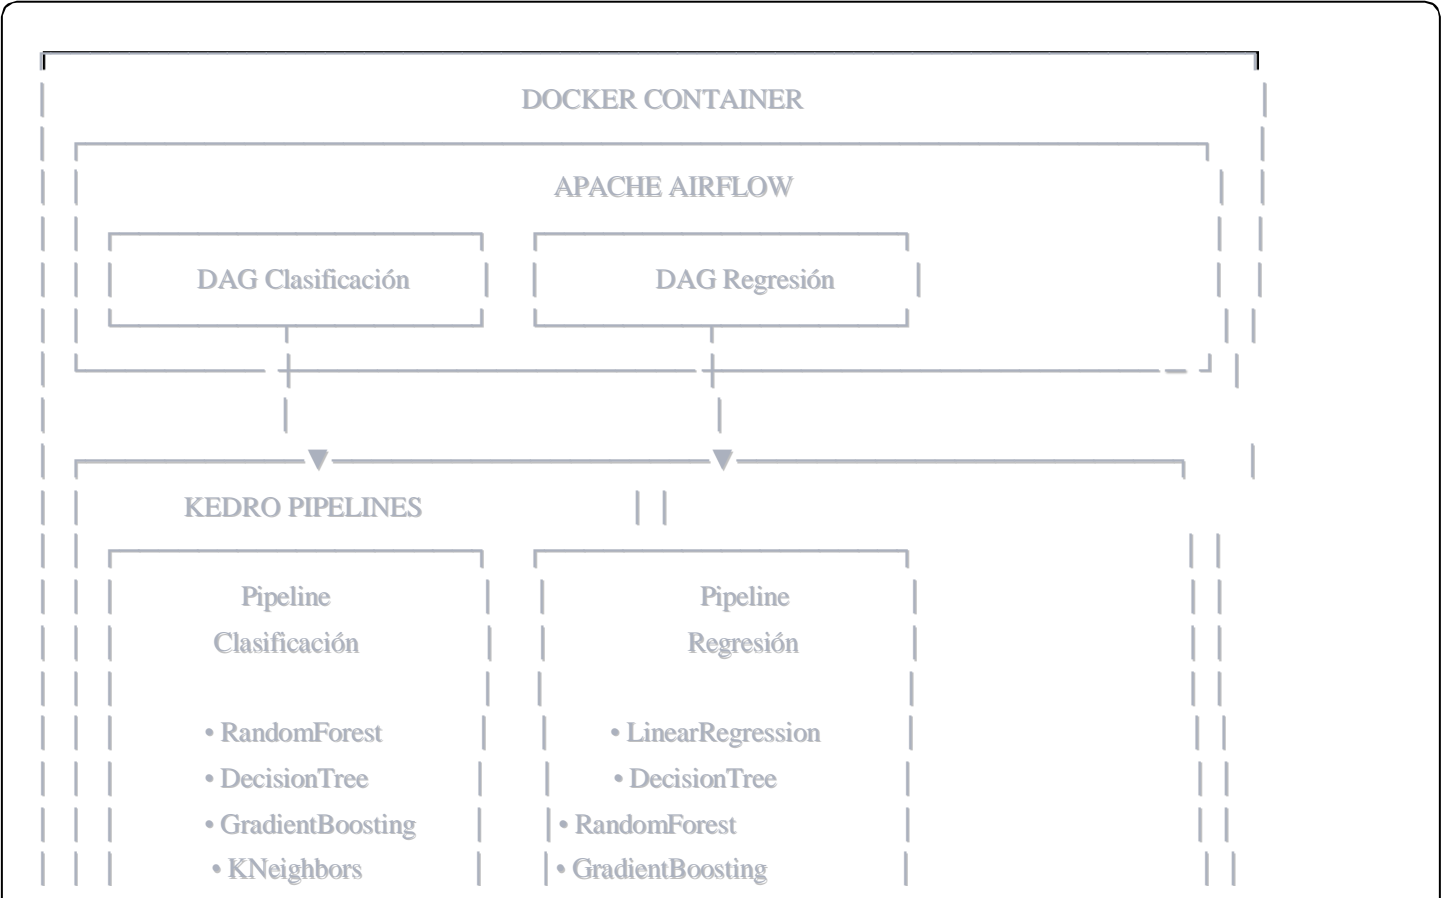 DOCKER CONTAINER
APACHE AIRFLOW
DAG Clasificación DAG Regresión
KEDRO PIPELINES
Pipeline Pipeline
Clasificación Regresión
• RandomForest • LinearRegression
• DecisionTree • DecisionTree
• GradientBoosting • RandomForest
• KNeighbors • GradientBoosting